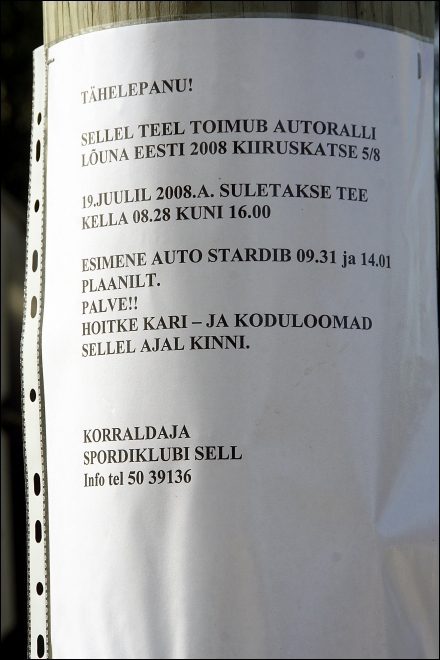 TÄHELEPANU!
SELLEL TEEL TOIMUB AUTORALLI
LÕUNA EESTI 2008 KIIRUSKATSE 5/8
19.JUULIL 2008.A. SULETAKSE TEE
KELLA 08.28 KUNI 16.00
ESIMENE AUTO STARDIB 09.31 ja 14.01
PLAANILT.
PALVE!!
HOITKE KARI – JA KODULOOMAD
SELLEL AJAL KINNI.
KORRALDAJA
SPORDIKLUBI SELL
Info tel 50 39136